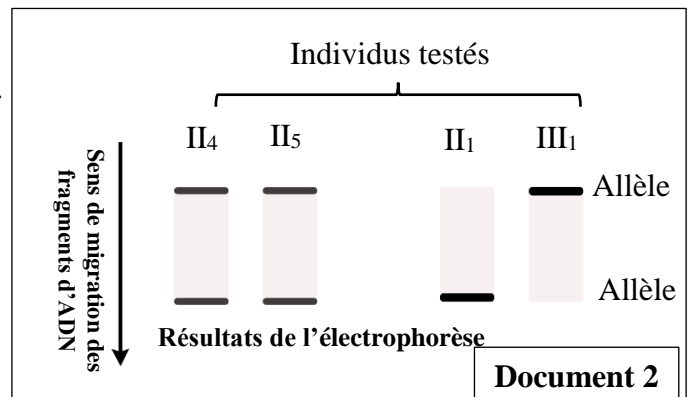 Individus testés
II4 II5 II1 III1
Sens de migration des
fragments d’ADN
Allèle
Allèle
Résultats de l’électrophorèse
Document 2